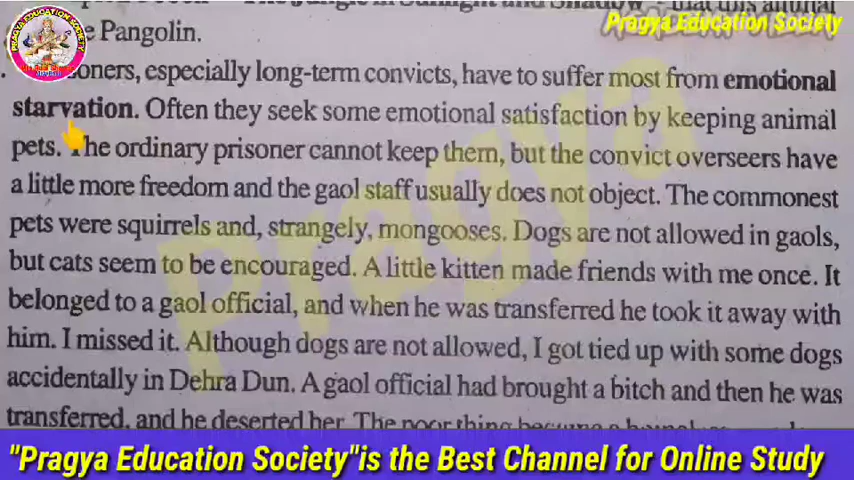 Pragya Education Society
Pangolin.
oners, especially long-term convicts, have to suffer most from emotional
starvation. Often they seek some emotional satisfaction by keeping animal
pets. The ordinary prisoner cannot keep them, but the convict overseers have
a little more freedom and the gaol staff usually does not object. The commonest
pets were squirrels and, strangely, mongooses. Dogs are not allowed in gaols,
but cats seem to be encouraged. A little kitten made friends with me once. It
belonged to a gaol official, and when he was transferred he took it away with
him. I missed it. Although dogs are not allowed, I got tied up with some dogs
accidentally in Dehra Dun. A gaol official had brought a bitch and then he was
transferred, and he deserted her. The poor thing became a
"Pragya Education Society"is the Best Channel for Online Study